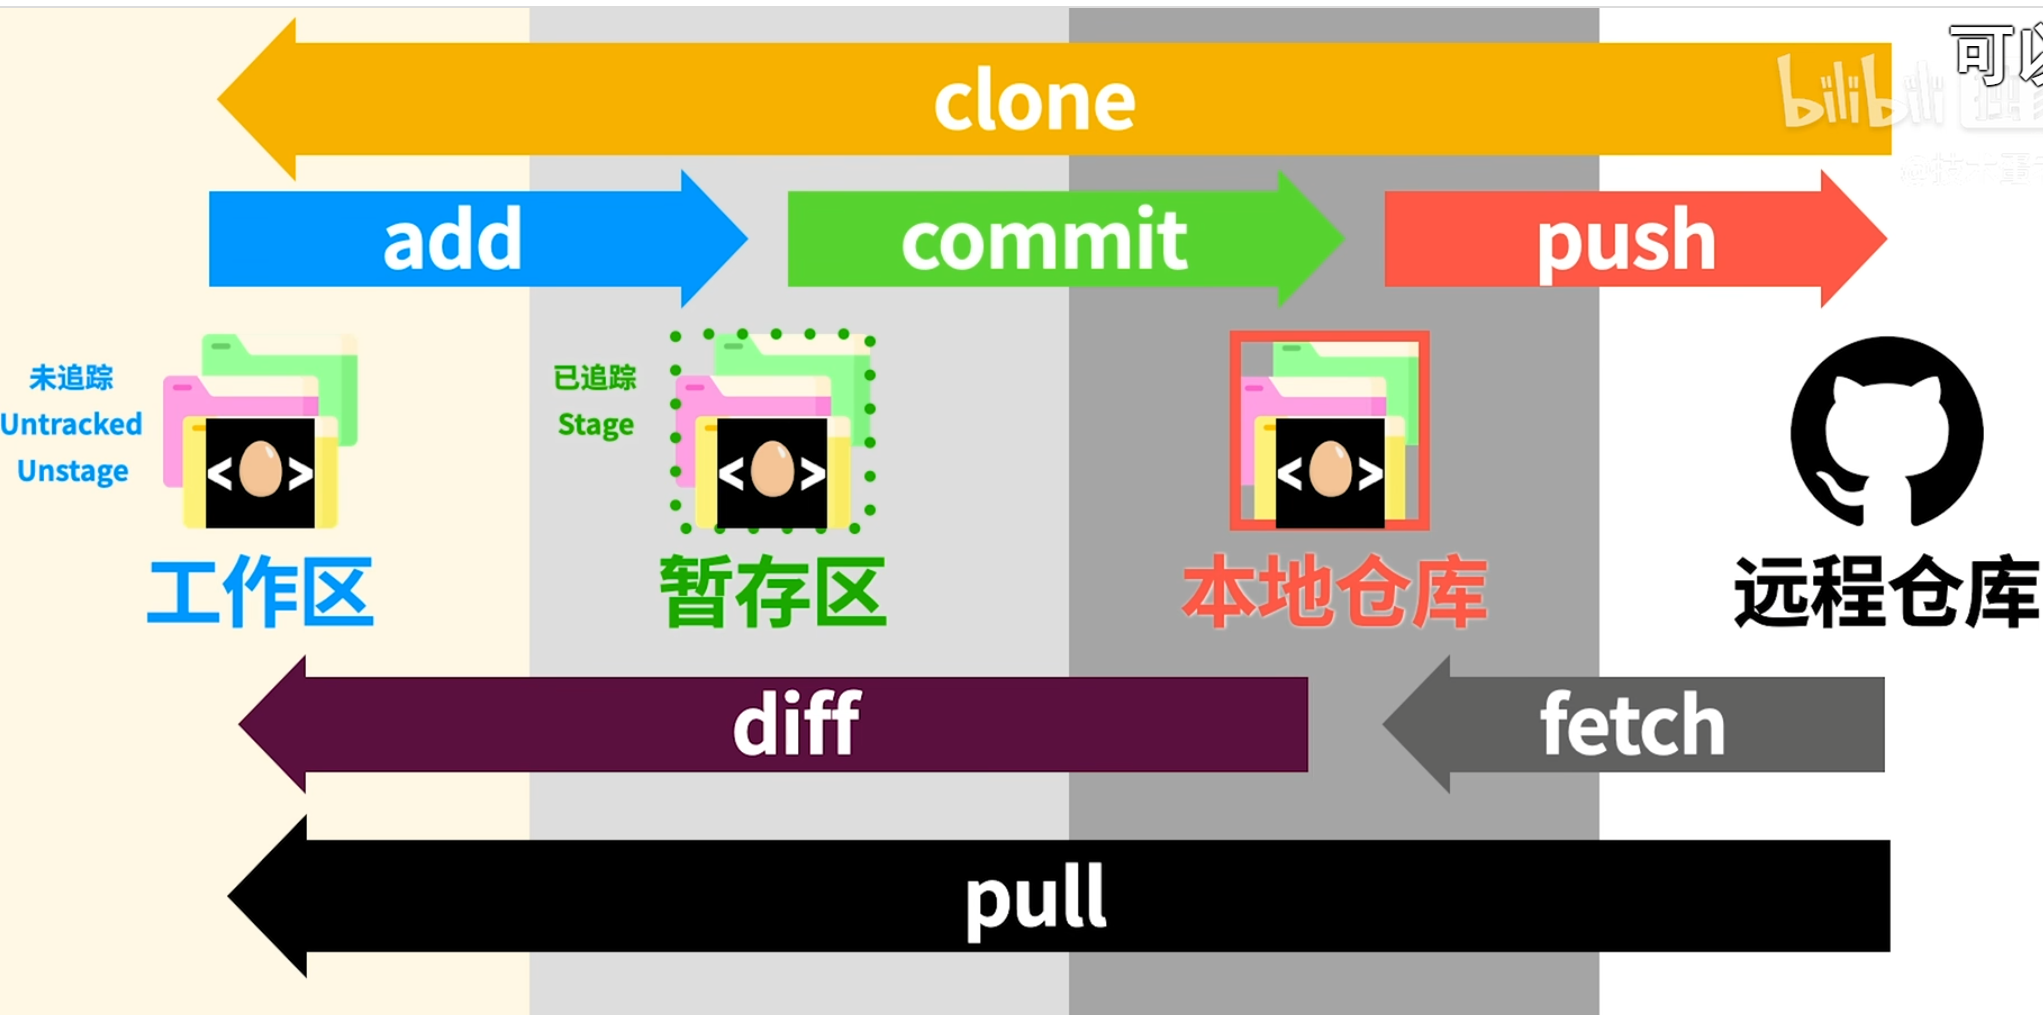 可以
clone
bilibili
add
commit
push
未追踪
Untracked
Unstage
已追踪
Stage
< >
< >
< >
工作区
暂存区
本地仓库
远程仓库
diff
fetch
pull